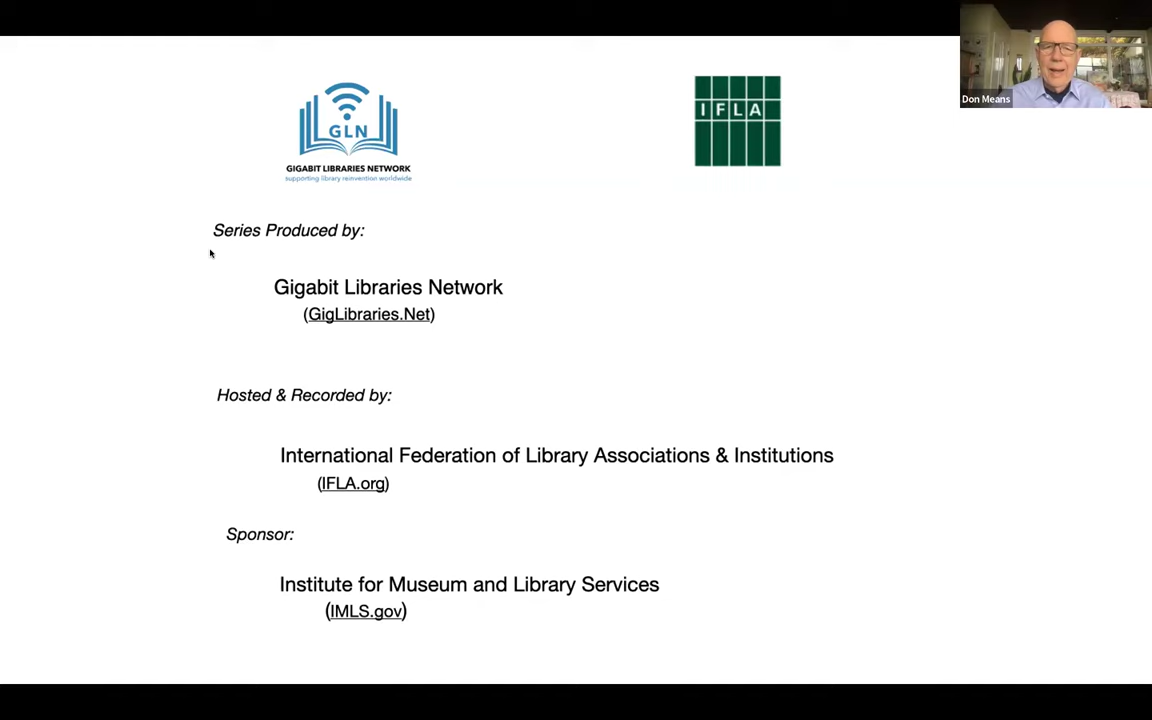 Don Means
GLN
GIGABIT LIBRARIES NETWORK
supporting library reinvention worldwide
IFLA
Series Produced by:
Gigabit Libraries Network
(GigLibraries.Net)
Hosted & Recorded by:
International Federation of Library Associations & Institutions
(IFLA.org)
Sponsor:
Institute for Museum and Library Services
(IMLS.gov)